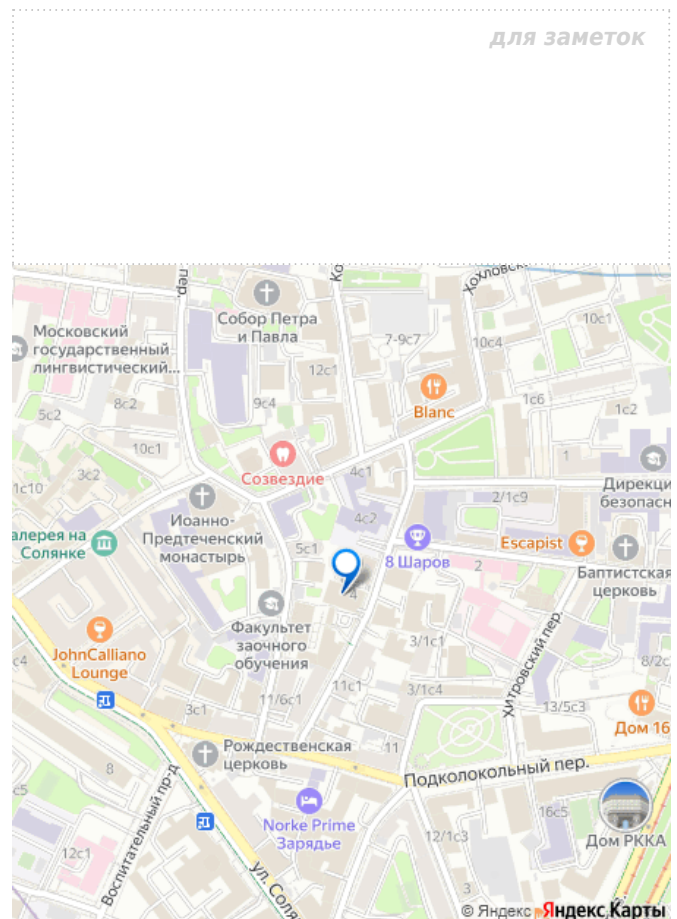 для заметок
пер.
Хохловск
Собор Петра
и Павла
10с1
Московский
государственный
лингвистический...
7-9с7
10с4
12с1
Blanc
8с2
9с4
1с6
1с2
5с2
10с1
Созвездие
4с1
1
3с2
1с10
2/1с9
Дирекци
безопасн
Иоанно-
Предтеченский
монастырь
4с2
алерея на
Солянке
5с1
8 Шаров
Escapist
2
Баптистская
церковь
4
Факультет
заочного
обучения
JohnCalliano
Lounge
3/1с1
Хитровский пер.
8/2с
11с1
3/1с4
11/6с1
3с1
13/5с3
Дом 16
Рождественская
церковь
11
Подколокольный пер.
8
с5
Воспитательный пр-д
Norke Prime
Зарядье
16с5
Дом РККА
12/1с3
12с1
ул. Соля
© Яндекс Яндекс Карты